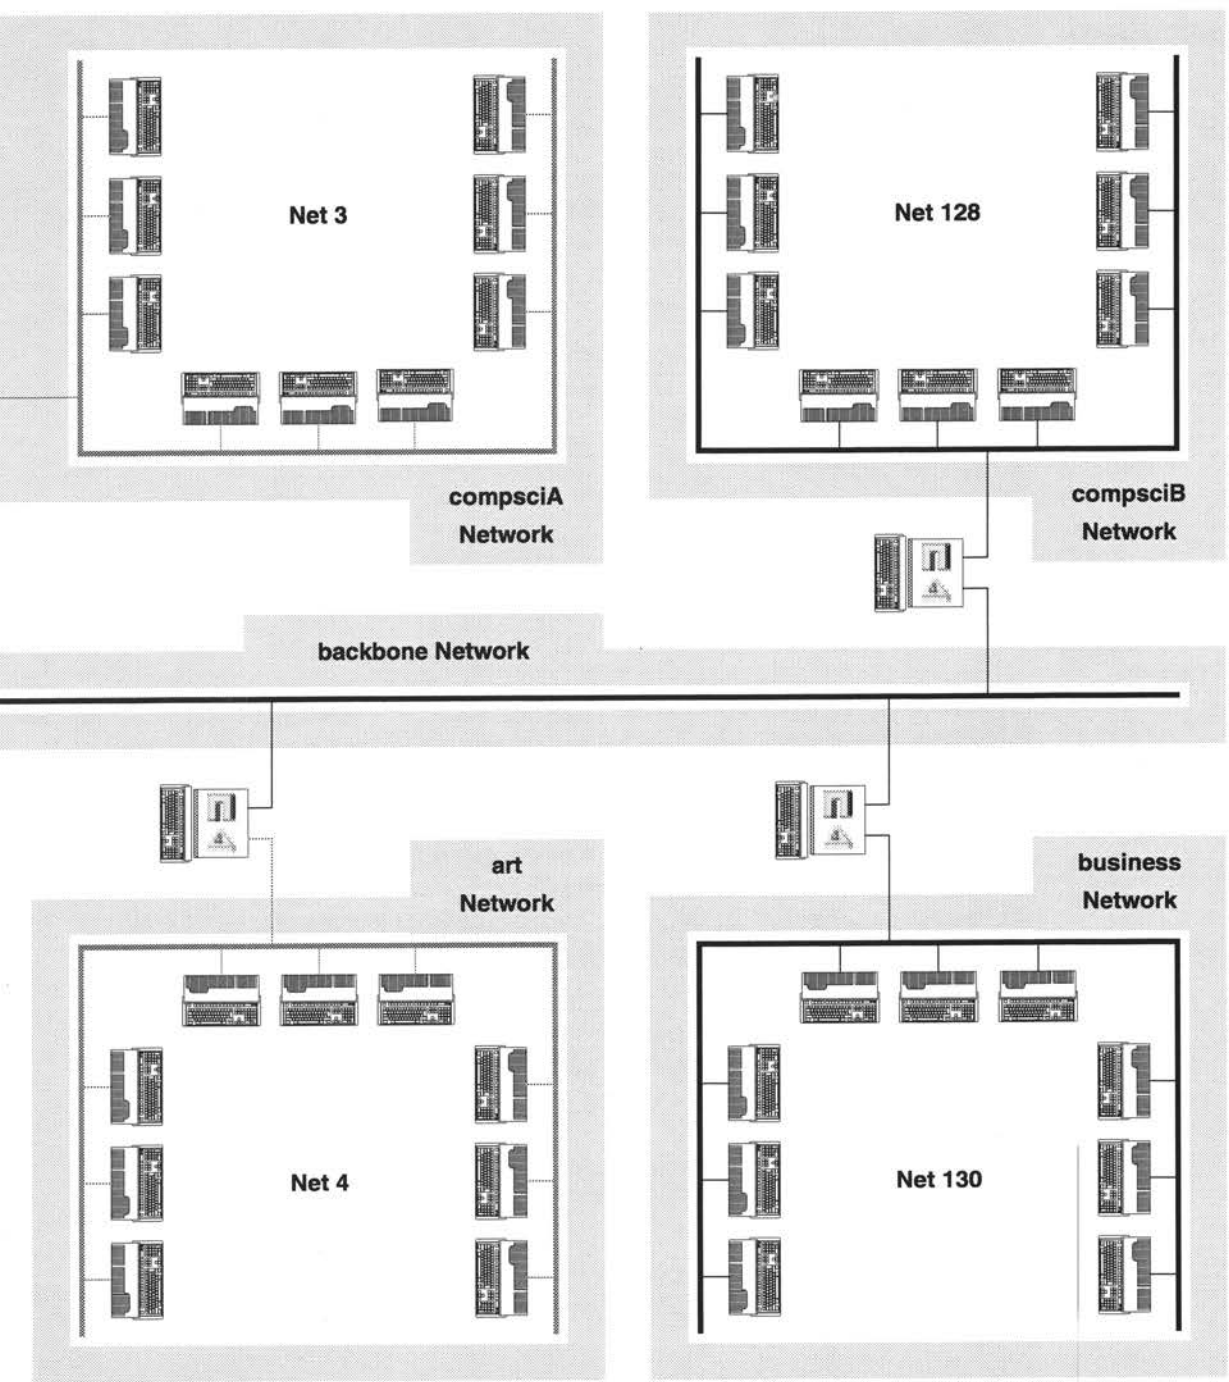 Net 3
Net 128
compsciA
Network
compsciB
Network
backbone Network
art
Network
business
Network
Net 4
Net 130